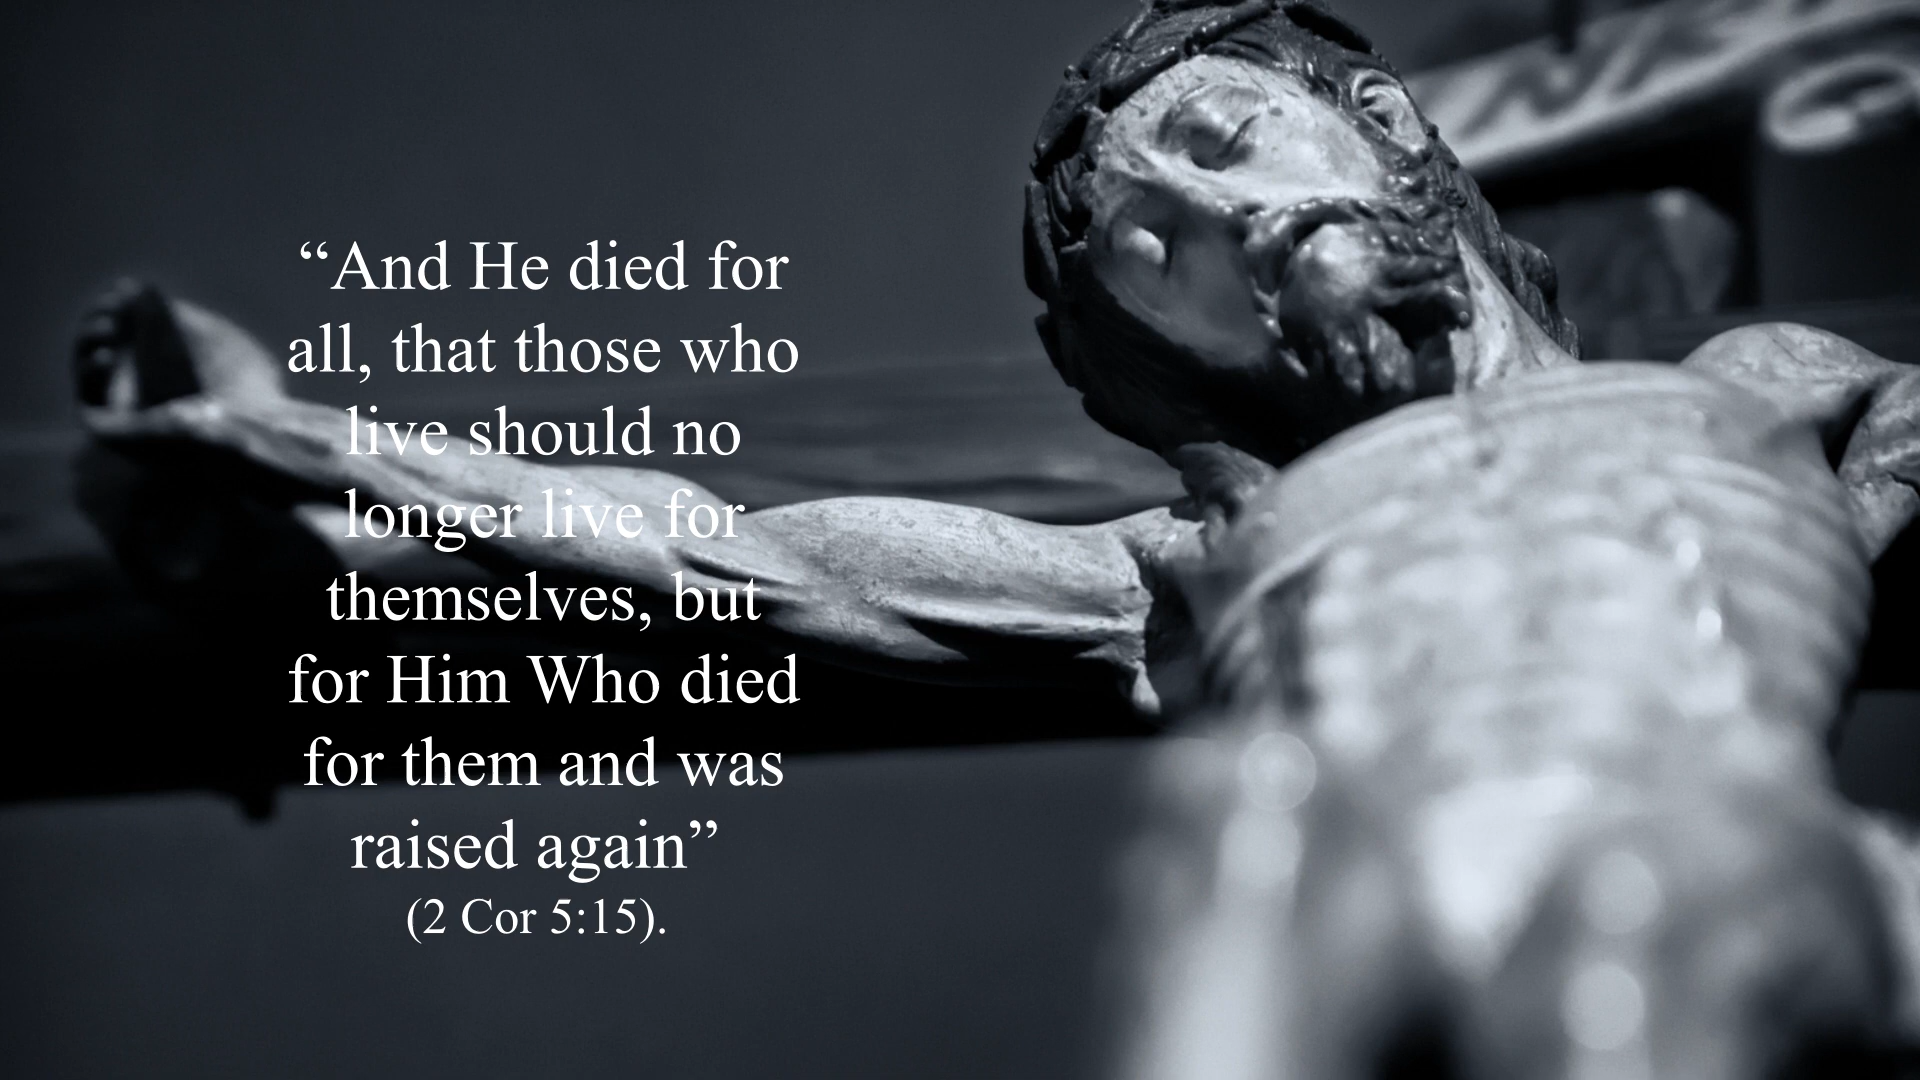 “And He died for
all, that those who
live should no
longer live for
themselves, but
for Him Who died
for them and was
raised again”
(2 Cor 5:15).